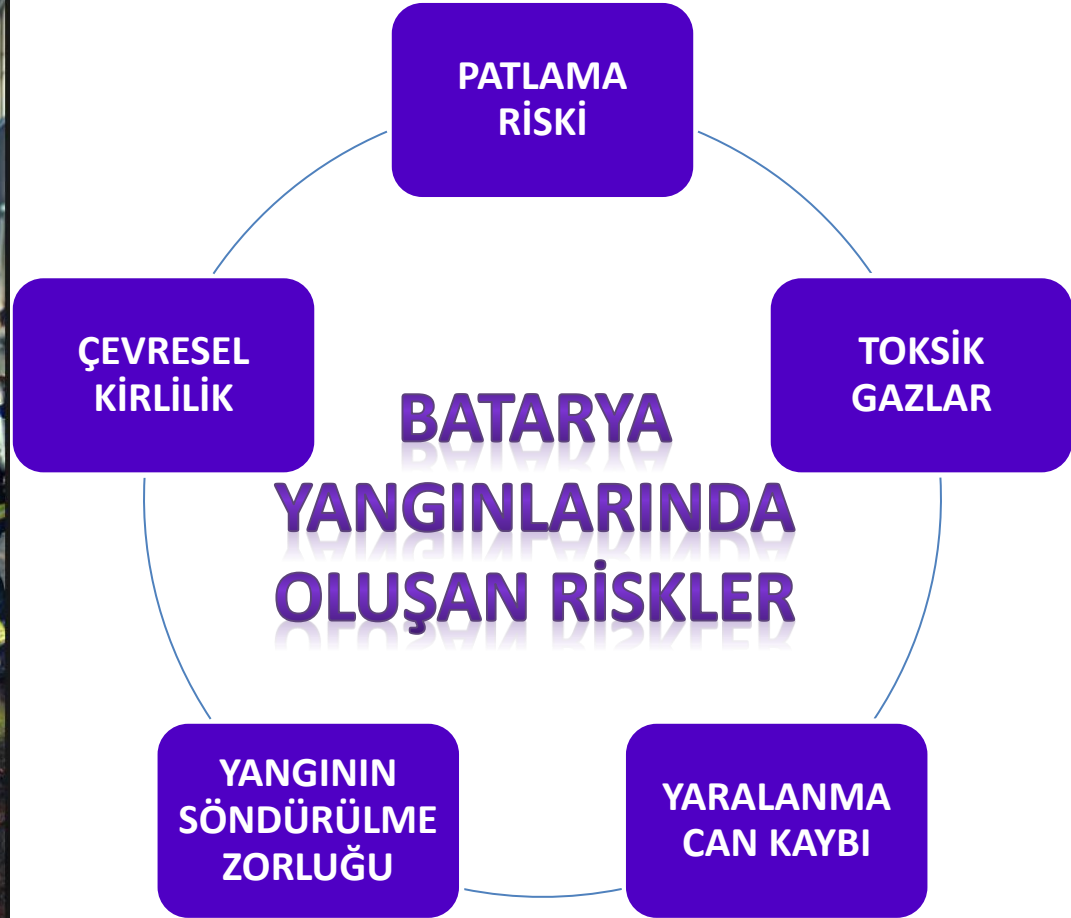 PATLAMA
RİSKİ
ÇEVRESEL
KİRLİLİK
TOKSİK
GAZLAR
BATARYA
YANGINLARINDA
OLUŞAN RİSKLER
YANGININ
SÖNDÜRÜLME
ZORLUĞU
YARALANMA
CAN KAYBI